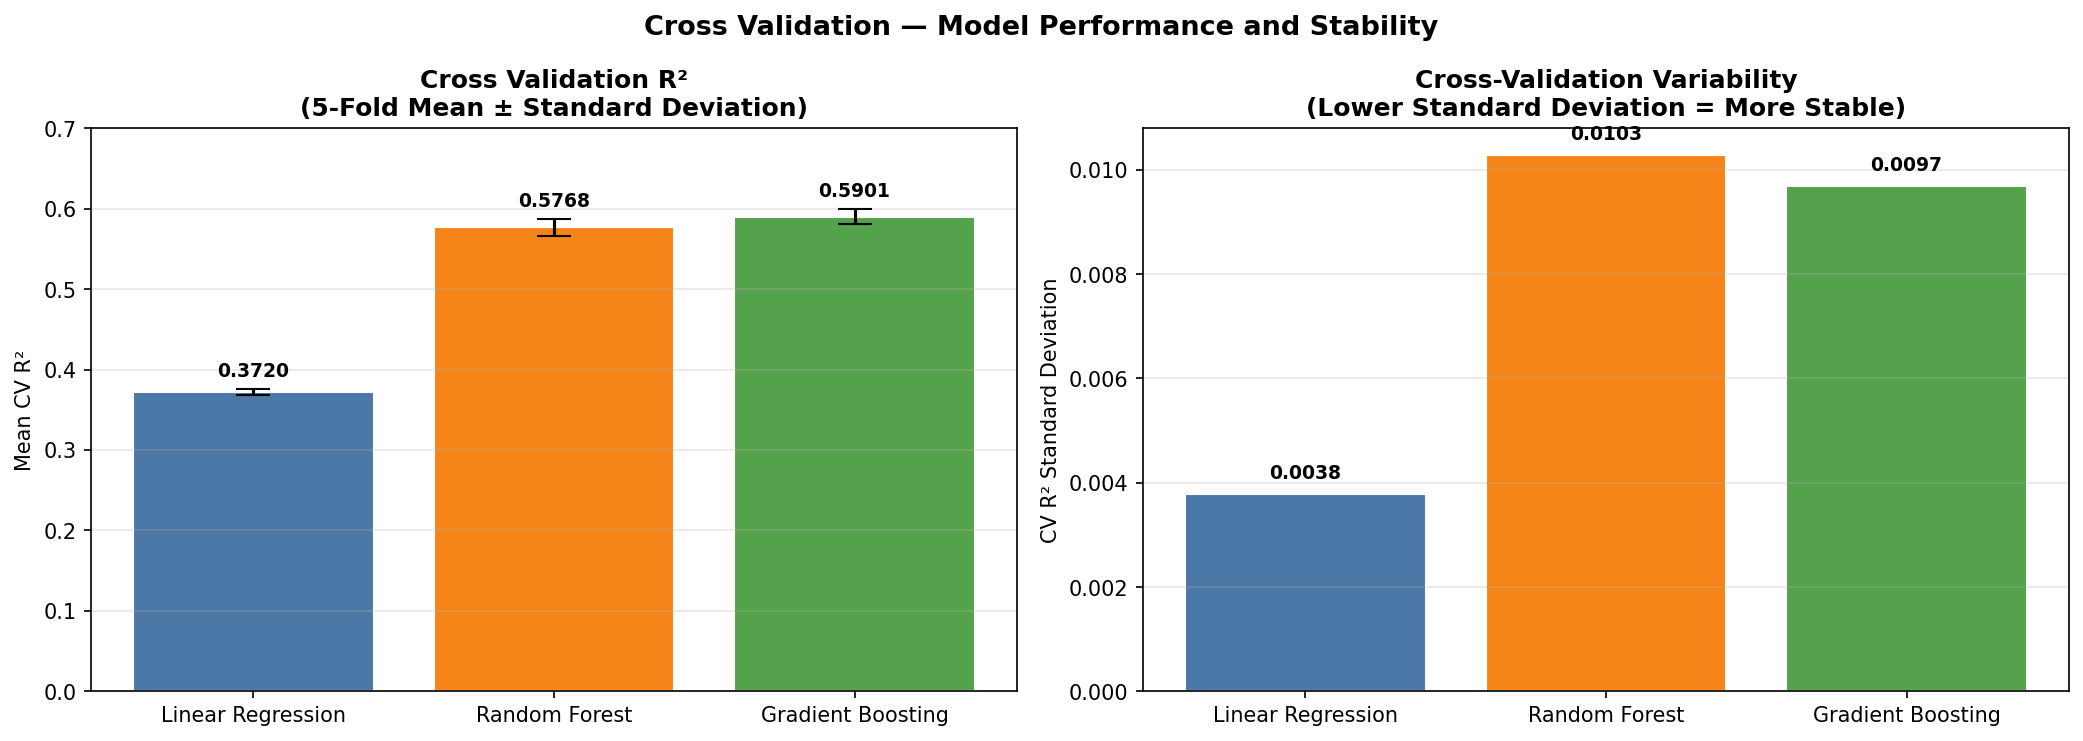 Cross Validation — Model Performance and Stability
Cross Validation R²
(5-Fold Mean ± Standard Deviation)
Mean CV R²
0.7
0.6
0.5
0.4
0.3
0.2
0.1
0.0
0.3720
0.5768
0.5901
Linear Regression
Random Forest
Gradient Boosting
Cross-Validation Variability
(Lower Standard Deviation = More Stable)
CV R² Standard Deviation
0.010
0.008
0.006
0.004
0.002
0.000
0.0038
0.0103
0.0097
Linear Regression
Random Forest
Gradient Boosting